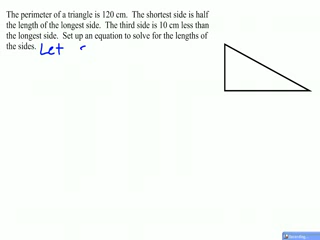 The perimeter of a triangle is 120 cm. The shortest side is half
the length of the longest side. The third side is 10 cm less than
the longest side. Set up an equation to solve for the lengths of
the sides. Let